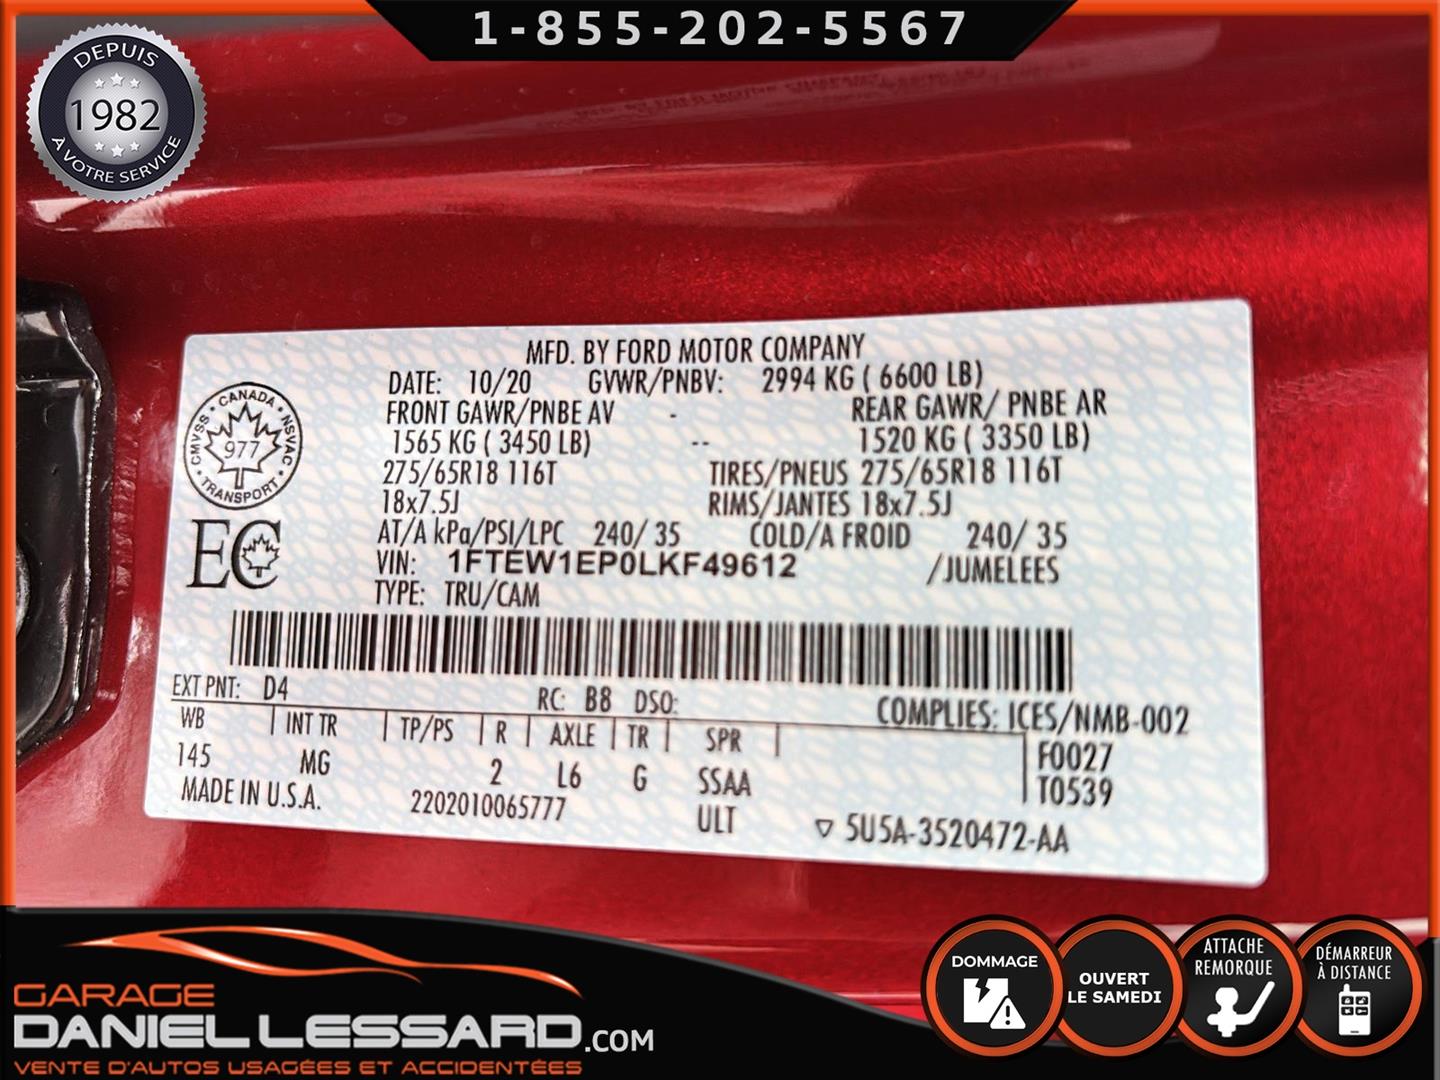 1-855-202-5567
DEPUIS
1982
À VOTRE SERVICE
MFD. BY FORD MOTOR COMPANY
DATE: 10/20 GVWR/PNBV: 2994 KG ( 6600 LB)
FRONT GAWR/PNBE AV - REAR GAWR/ PNBE AR
1565 KG ( 3450 LB) -- 1520 KG ( 3350 LB)
275/65R18 116T TIRES/PNEUS 275/65R18 116T
18x7.5J RIMS/JANTES 18x7.5J
AT/A kPa/PSI/LPC 240/ 35 COLD/A FROID 240/ 35
VIN: 1FTEW1EP0LKF49612 /JUMELEES
TYPE: TRU/CAM
CANADA
CMVSS NSVAC
977
TRANSPORT
EC
EXT PNT: D4 RC: B8 DSO:
COMPLIES: ICES/NMB-002
WB | INT TR | TP/PS | R | AXLE | TR | SPR |
F0027
145 MG 2 L6 G SSAA
T0539
MADE IN U.S.A. 2202010065777 ULT ▽ 5U5A-3520472-AA
GARAGE
DANIEL LESSARD.COM
VENTE D'AUTOS USAGÉES ET ACCIDENTÉES
DOMMAGE
OUVERT
LE SAMEDI
ATTACHE
REMORQUE
DÉMARREUR
À DISTANCE